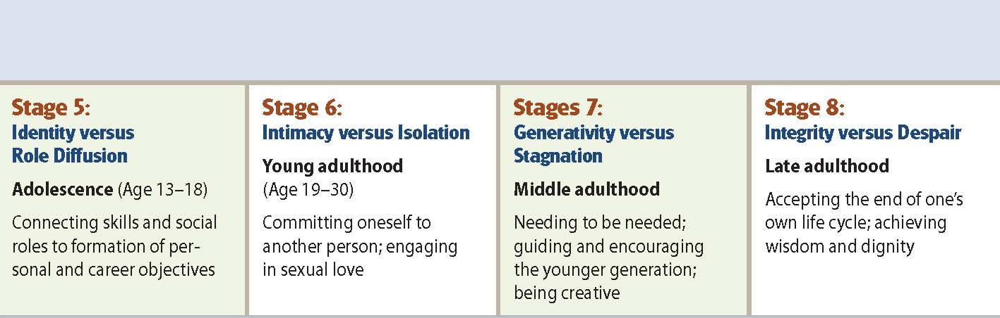 Stage 5:
Identity versus
Role Diffusion
Adolescence (Age 13–18)
Connecting skills and social
roles to formation of per-
sonal and career objectives
Stage 6:
Intimacy versus Isolation
Young adulthood
(Age 19–30)
Committing oneself to
another person; engaging
in sexual love
Stages 7:
Generativity versus
Stagnation
Middle adulthood
Needing to be needed;
guiding and encouraging
the younger generation;
being creative
Stage 8:
Integrity versus Despair
Late adulthood
Accepting the end of one’s
own life cycle; achieving
wisdom and dignity